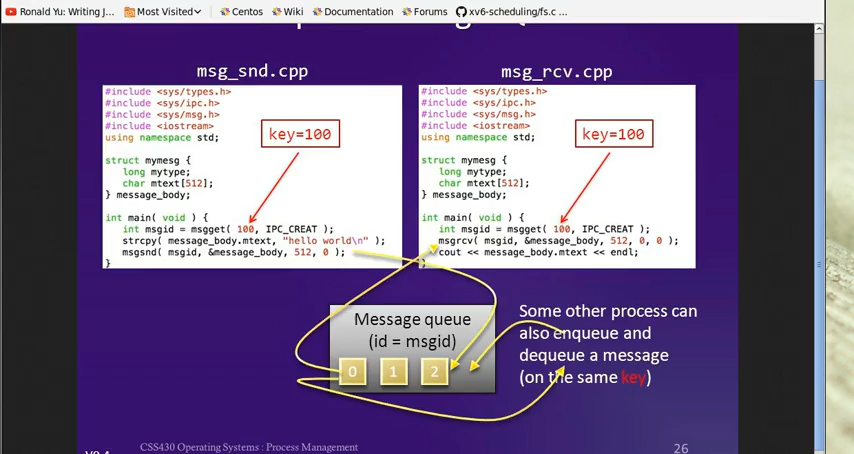 Ronald Yu: Writing J...
Most Visited
Centos
Wiki
Documentation
Forums
xv6-scheduling/fs.c ...
msg_snd.cpp
#include <sys/types.h>
#include <sys/ipc.h>
#include <sys/msg.h>
#include <iostream>
using namespace std;
key=100
struct mymesg {
long mytype;
char mtext[512];
} message_body;
int main( void ) {
int msgid = msgget( 100, IPC_CREAT );
strcpy( message_body.mtext, "hello world\n" );
msgsnd( msgid, &message_body, 512, 0 );
}
msg_rcv.cpp
#include <sys/types.h>
#include <sys/ipc.h>
#include <sys/msg.h>
#include <iostream>
using namespace std;
key=100
struct mymesg {
long mytype;
char mtext[512];
} message_body;
int main( void ) {
int msgid = msgget( 100, IPC_CREAT );
msgrcv( msgid, &message_body, 512, 0, 0 );
cout << message_body.mtext << endl;
}
Message queue
(id = msgid)
0 1 2
Some other process can
also enqueue and
dequeue a message
(on the same key)
CSS430 Operating Systems : Process Management
26